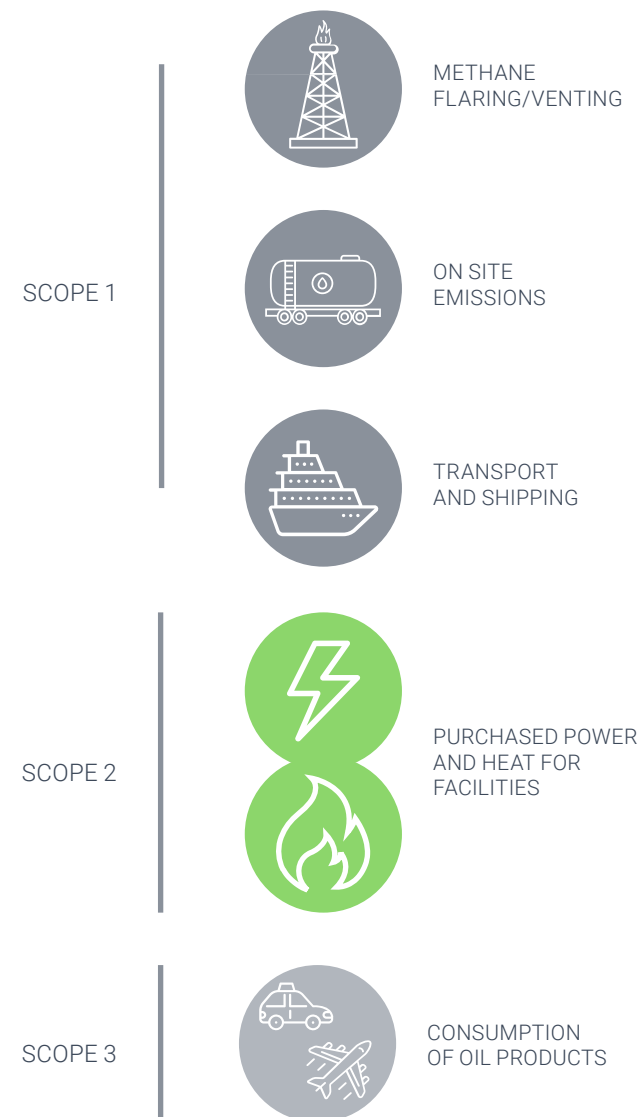 METHANE
FLARING/VENTING
SCOPE 1
ON SITE
EMISSIONS
TRANSPORT
AND SHIPPING
SCOPE 2
PURCHASED POWER
AND HEAT FOR
FACILITIES
SCOPE 3
CONSUMPTION
OF OIL PRODUCTS